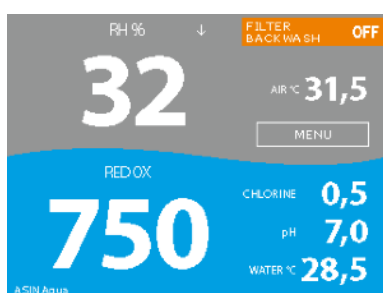 RH % ↓
FILTER BACKWASH OFF
32
AIR °C 31,5
MENU
REDOX
750
CHLORINE 0,5
pH 7,0
WATER °C 28,5
ASIN Aqua